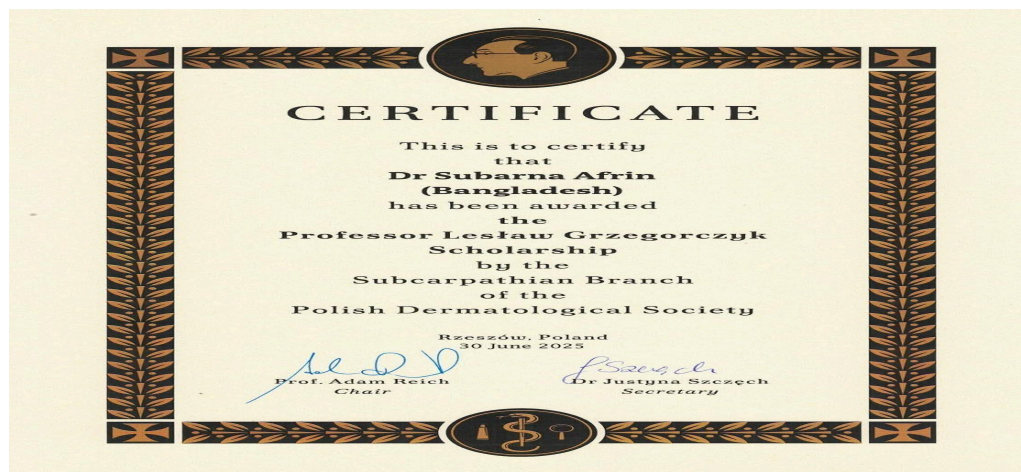 CERTIFICATE
This is to certify
that
Dr Subarna Afrin
(Bangladesh)
has been awarded
the
Professor Lesław Grzegorczyk
Scholarship
by the
Subcarpathian Branch
of the
Polish Dermatological Society
Rzeszów, Poland
30 June 2025
Prof. Adam Reich
Chair
Dr Justyna Szczęch
Secretary